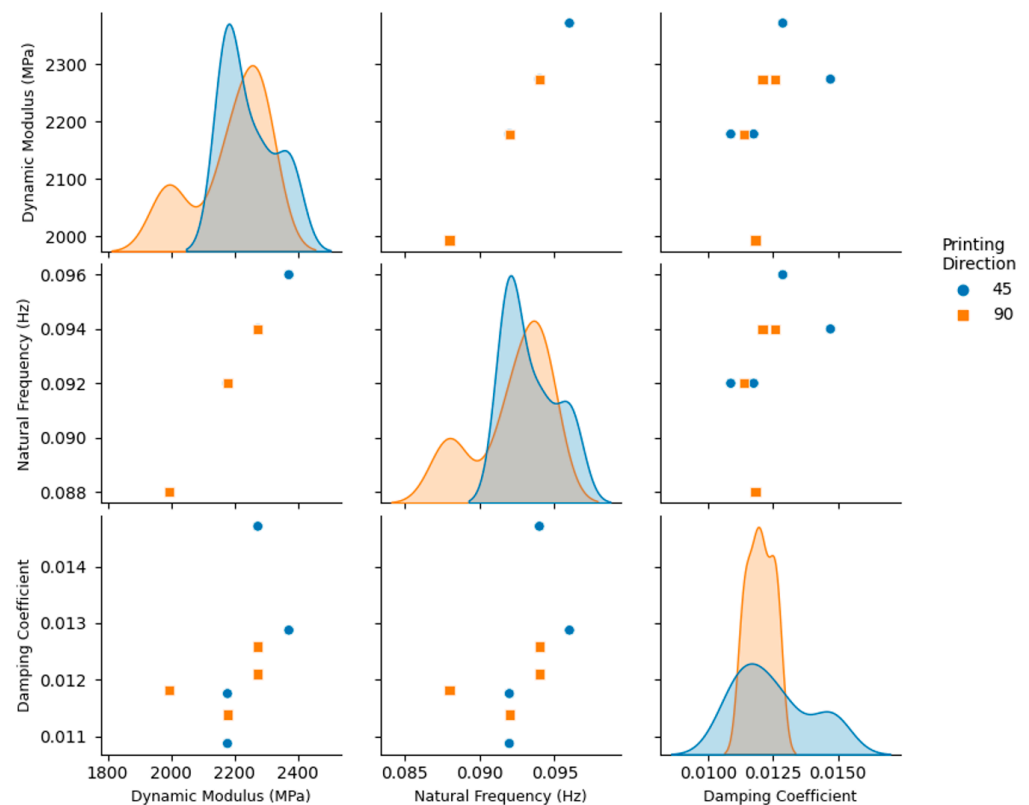 Dynamic Modulus (MPa)
2300
2200
2100
2000
Natural Frequency (Hz)
0.096
0.094
0.092
0.090
0.088
Damping Coefficient
0.014
0.013
0.012
0.011
1800 2000 2200 2400
Dynamic Modulus (MPa)
0.085 0.090 0.095
Natural Frequency (Hz)
0.0100 0.0125 0.0150
Damping Coefficient
Printing
Direction
45
90